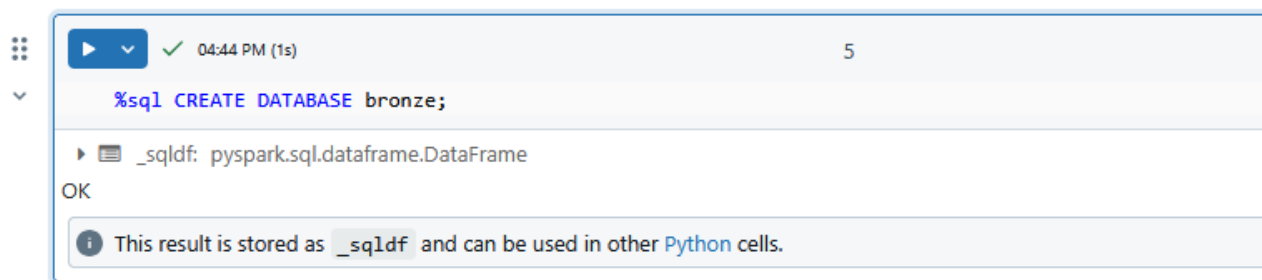 04:44 PM (1s)
5
%sql CREATE DATABASE bronze;
_sqldf: pyspark.sql.dataframe.DataFrame
OK
This result is stored as _sqldf and can be used in other Python cells.